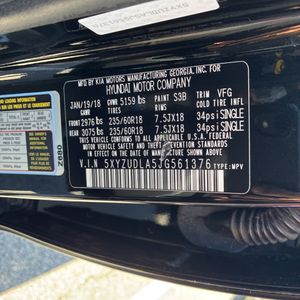 MFD BY KIA MOTORS MANUFACTURING GEORGIA, INC. FOR
HYUNDAI MOTOR COMPANY
JAN/19/18 GVWR 5159 lbs PAINT S3B TRIM VFG
GAWR TIRES RIMS
FRONT 2976 lbs 235/60R18 7.5JX18 34psi SINGLE
REAR 3075 lbs 235/60R18 7.5JX18 34psi SINGLE
THIS VEHICLE CONFORMS TO ALL APPLICABLE
FEDERAL MOTOR VEHICLE SAFETY AND THEFT
PREVENTION STANDARDS IN EFFECT ON THE DATE
OF MANUFACTURE SHOWN ABOVE.
V.I.N 5XYZUDLA5JG561376 TYPE:MPV
Z680